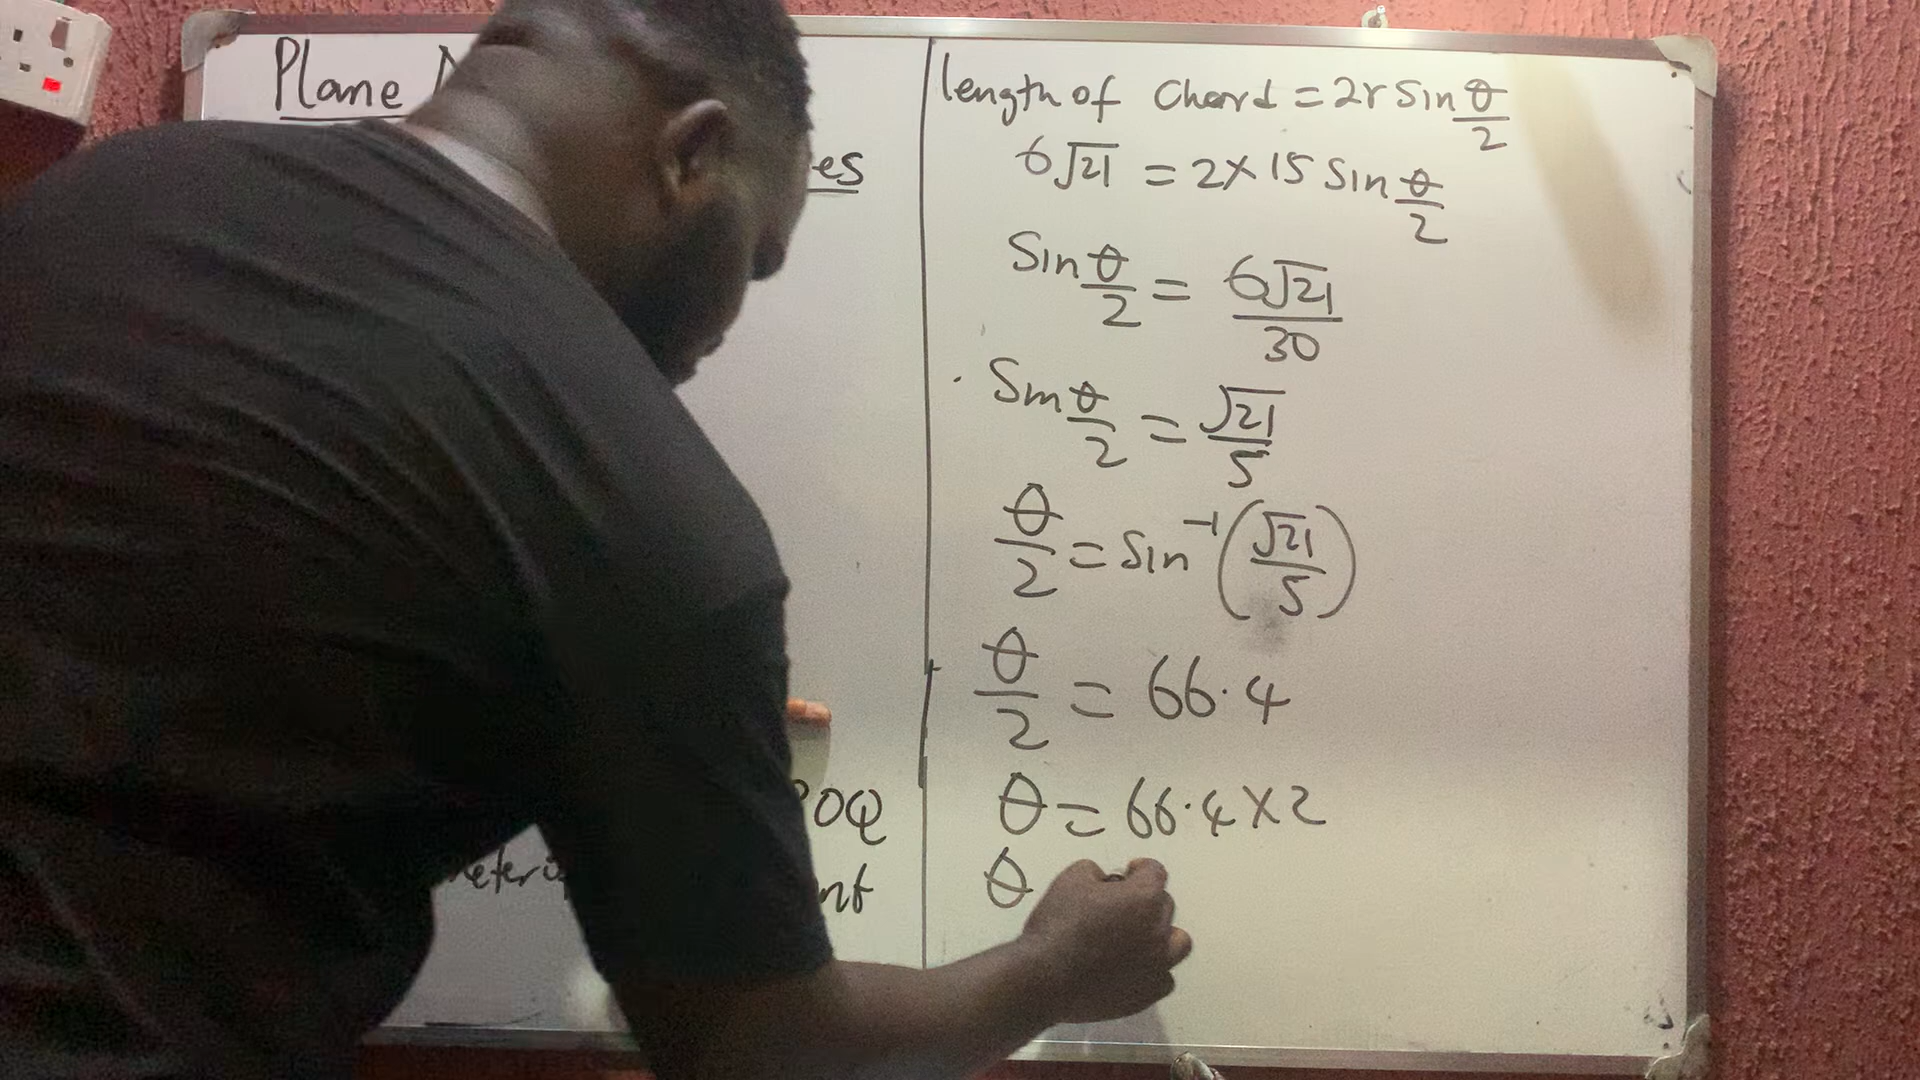 Plane
es
OQ
nt
length of chord = 2r Sin θ/2
6√21 = 2 × 15 Sin θ/2
Sin θ/2 = 6√21/30
Sin θ/2 = √21/5
θ/2 = Sin⁻¹(√21/5)
θ/2 = 66.4
θ = 66.4 × 2
θ